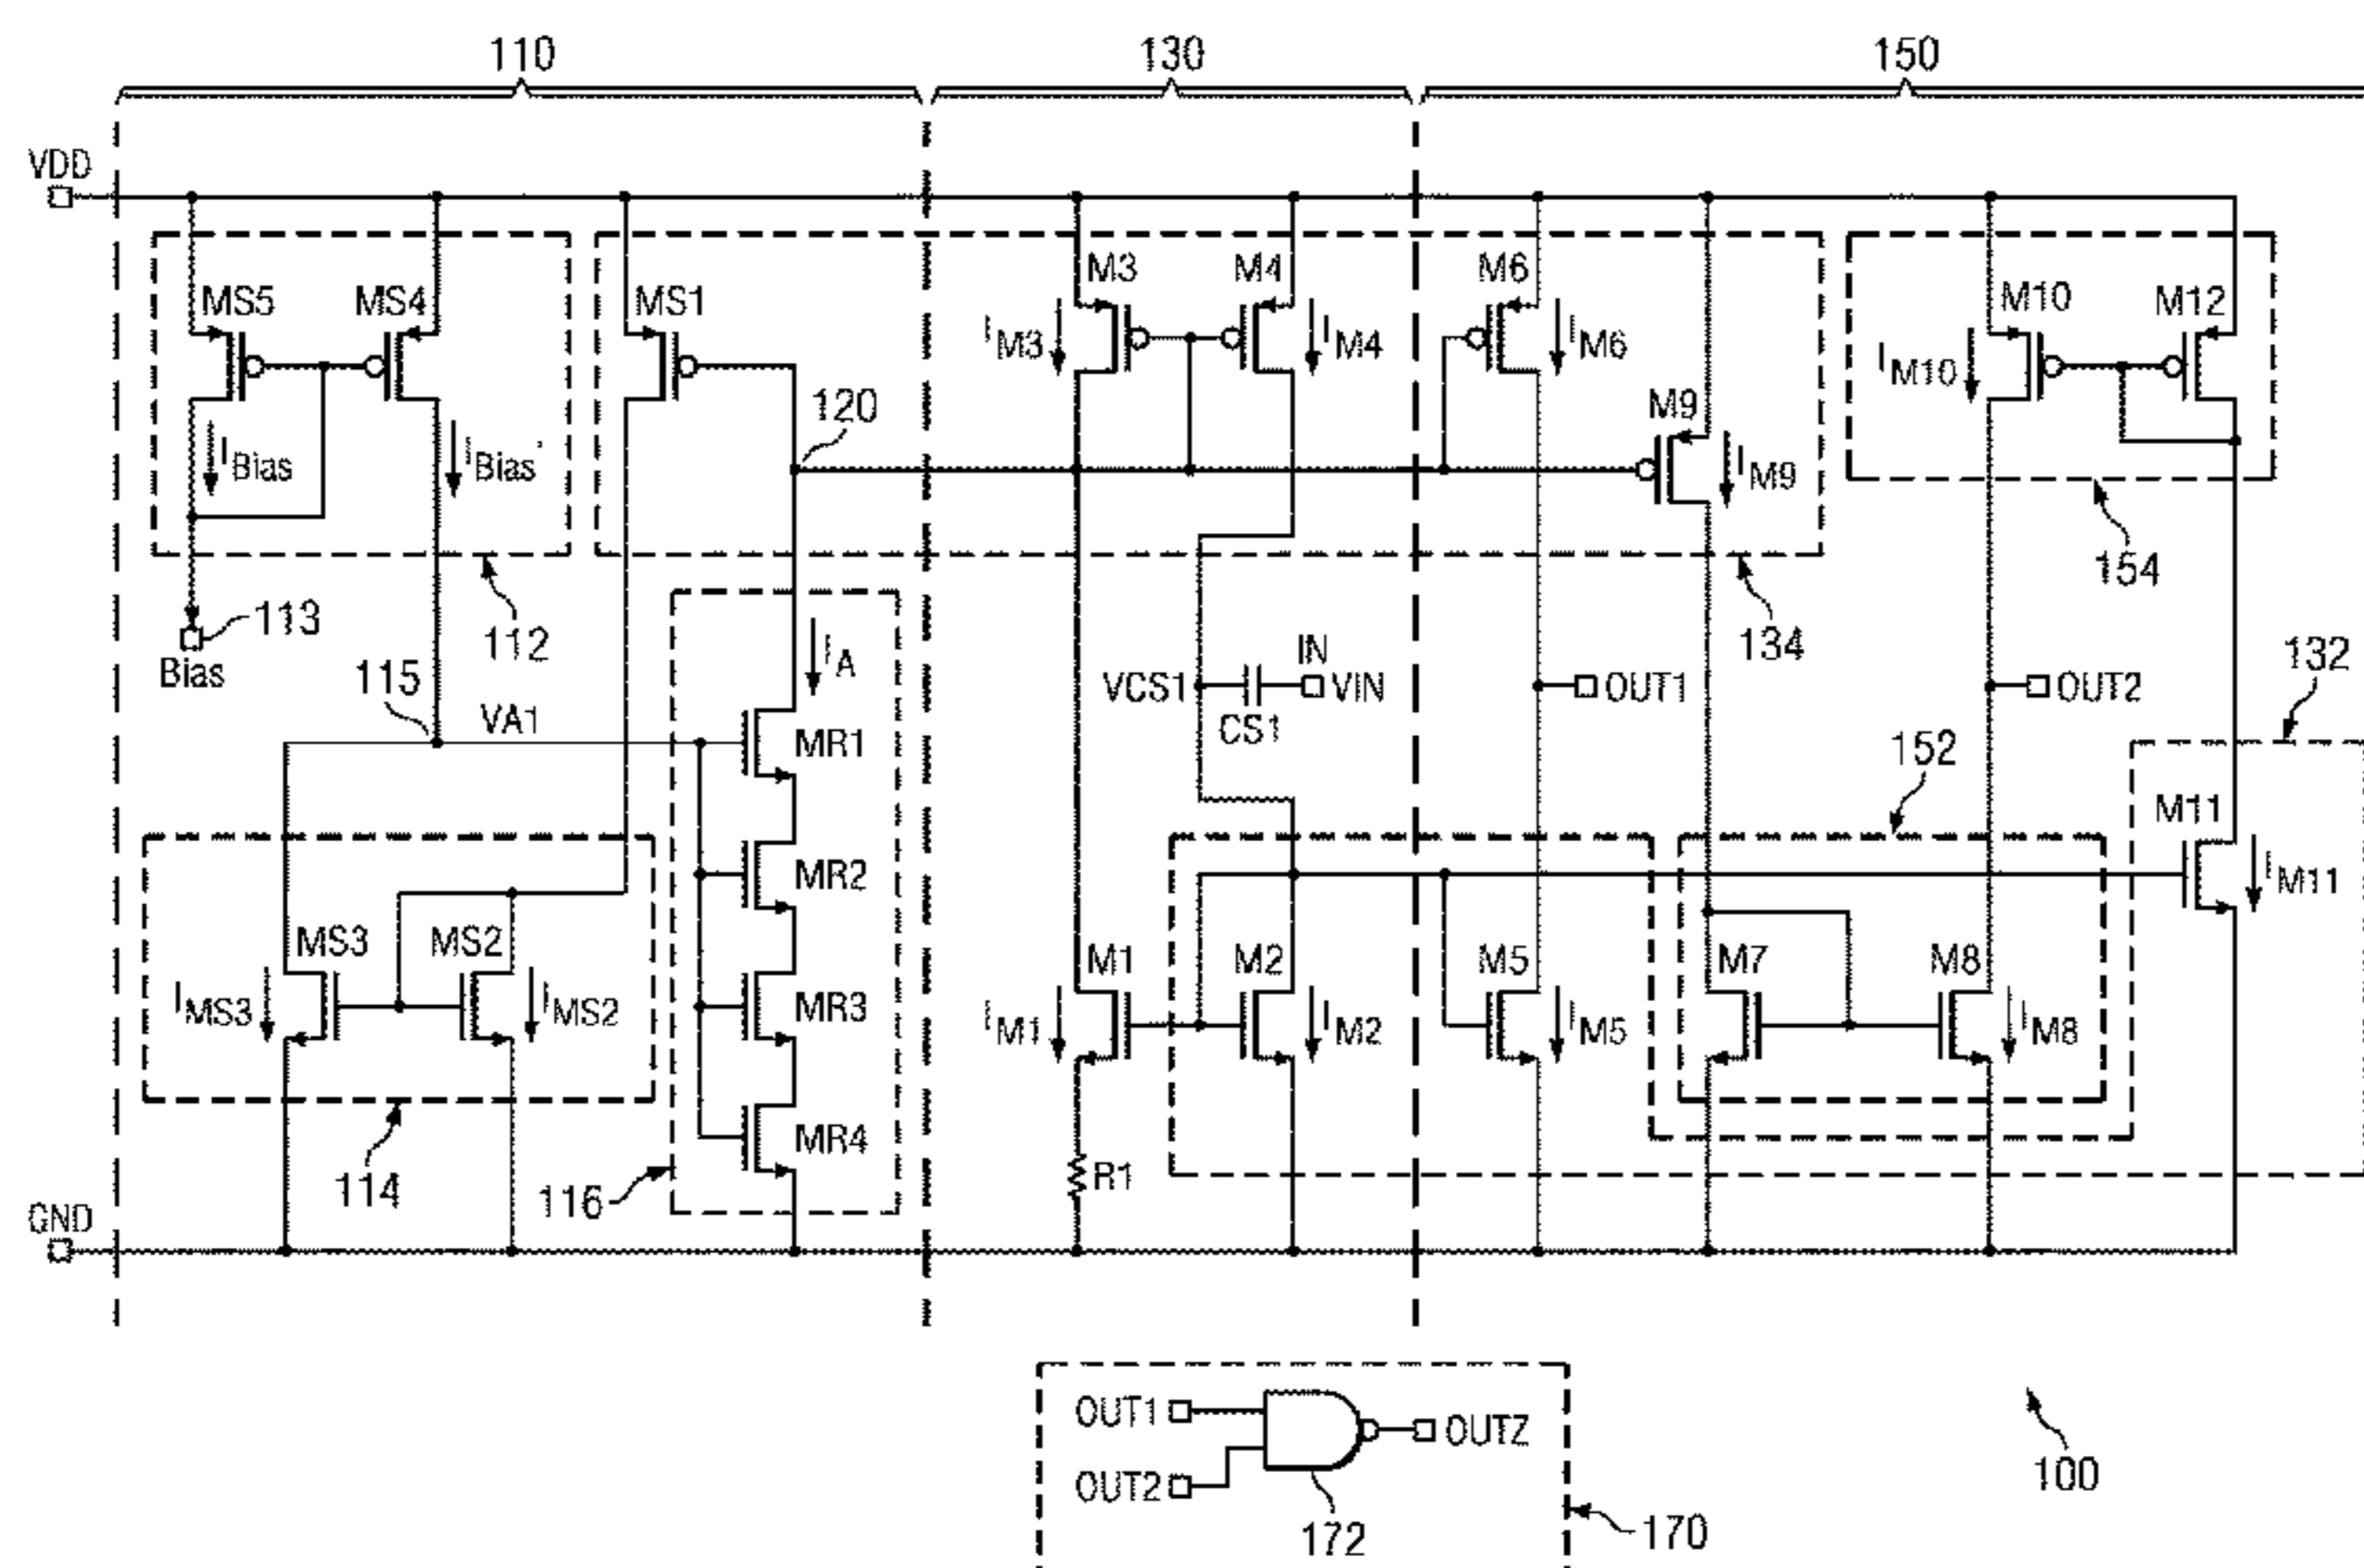 110
130
150
VDD
MS5
MS4
MS1
M3
M4
M6
M10
M12
IM3
IM4
IM6
IM10
M9
120
IBias
IBias'
IM9
154
113
Bias
112
IA
134
132
115
VA1
IN
VCS1
VIN
CS1
OUT1
OUT2
MR1
152
M11
MR2
IM11
MS3
MS2
M1
M2
M5
M7
M8
IMS3
IMS2
MR3
IM1
IM2
IM5
IM8
MR4
114
116
R1
GND
OUT1
OUTZ
OUT2
172
170
100